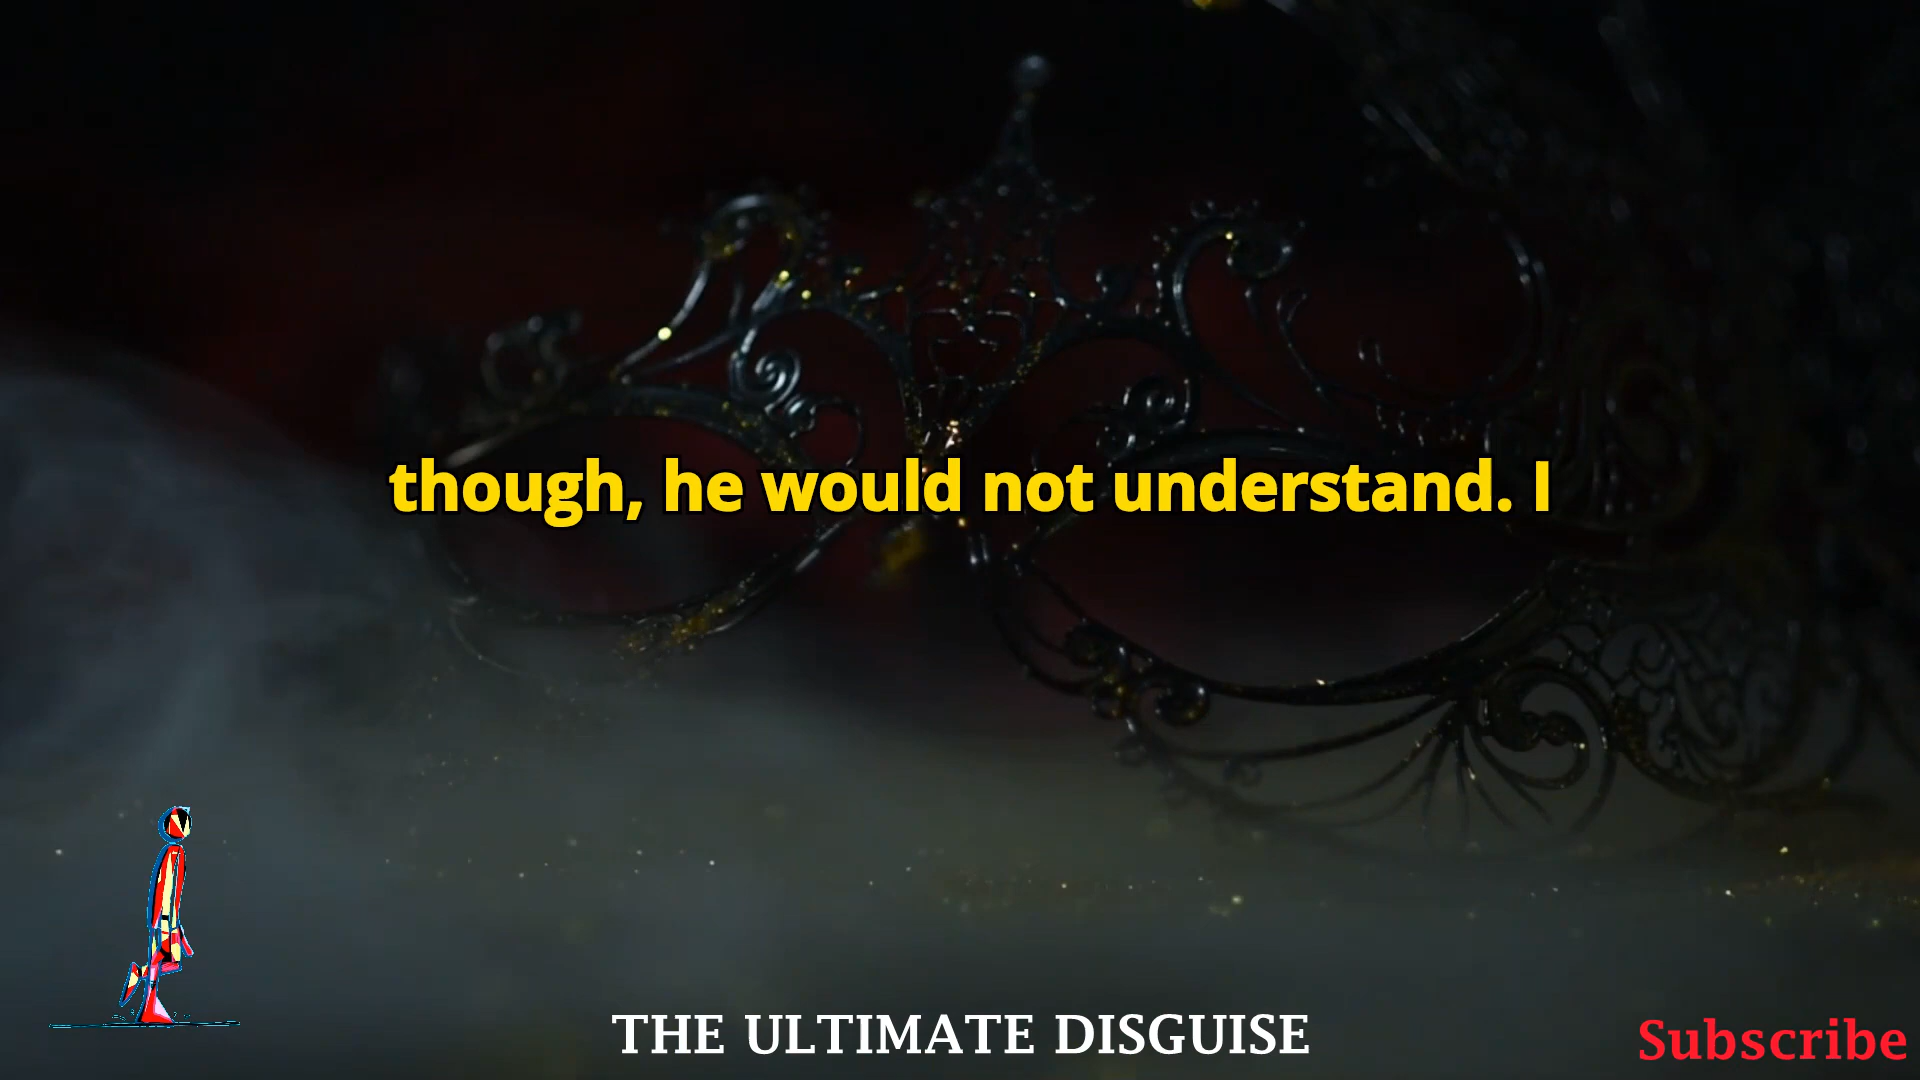 though, he would not understand. I
THE ULTIMATE DISGUISE
Subscribe